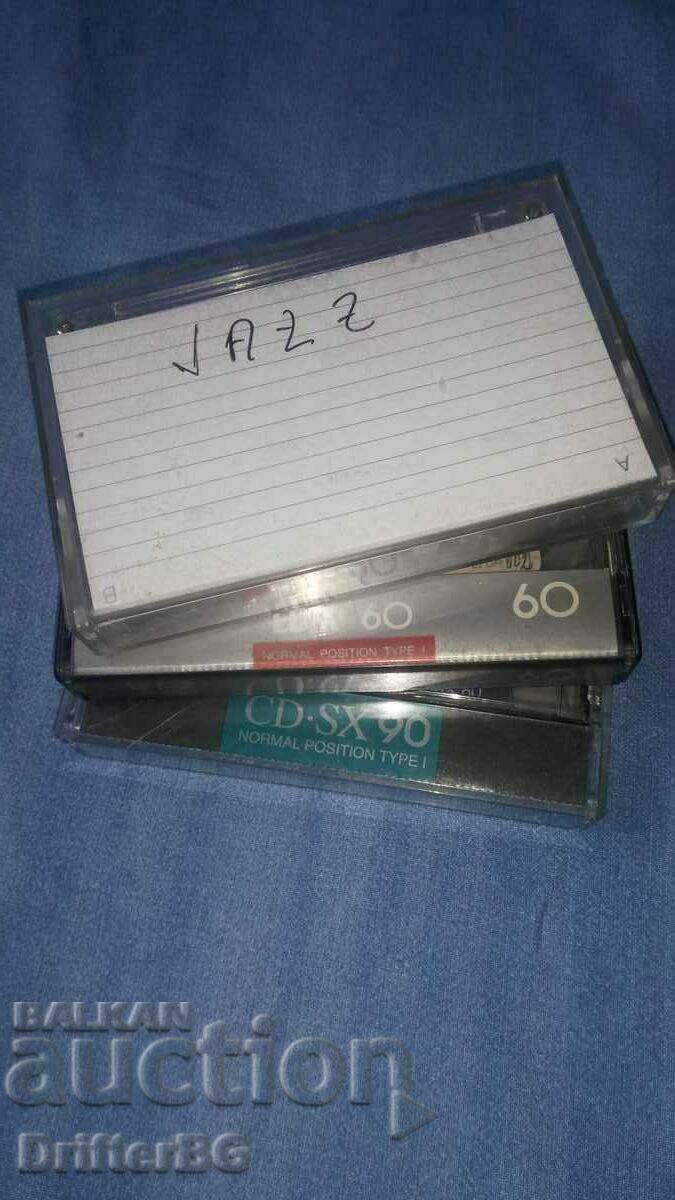 JAZZ
A
B
60 60
NORMAL POSITION TYPE I
CD·SX 90
NORMAL POSITION TYPE I
BALKAN
auction
DrifterBG